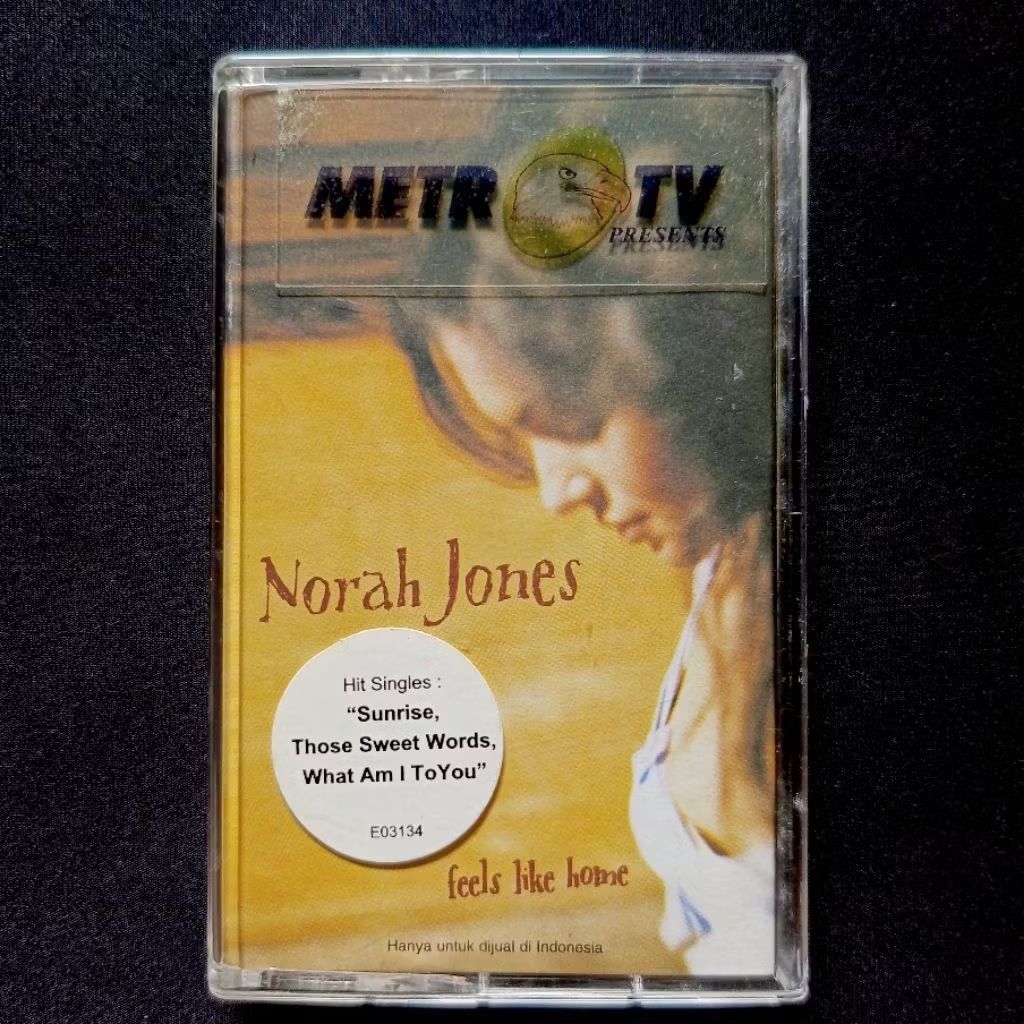 METRO TV
PRESENTS
Norah Jones
Hit Singles :
“Sunrise,
Those Sweet Words,
What Am I ToYou”
E03134
feels like home
Hanya untuk dijual di Indonesia